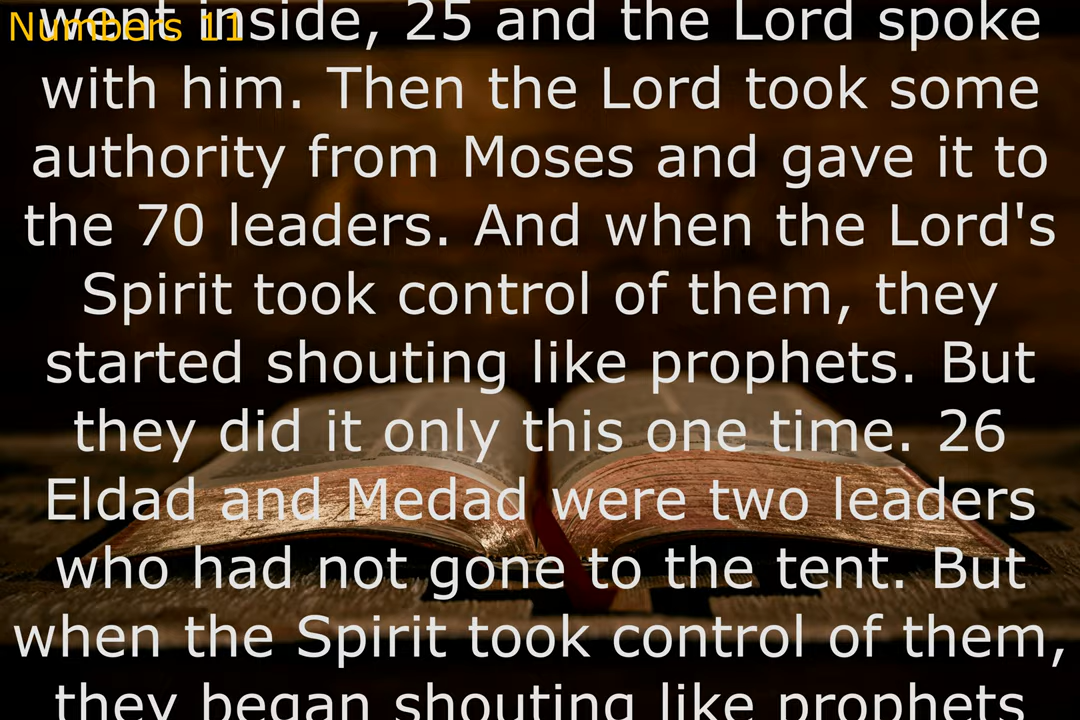 Numbers 11
went inside, 25 and the Lord spoke
with him. Then the Lord took some
authority from Moses and gave it to
the 70 leaders. And when the Lord's
Spirit took control of them, they
started shouting like prophets. But
they did it only this one time. 26
Eldad and Medad were two leaders
who had not gone to the tent. But
when the Spirit took control of them,
they began shouting like prophets